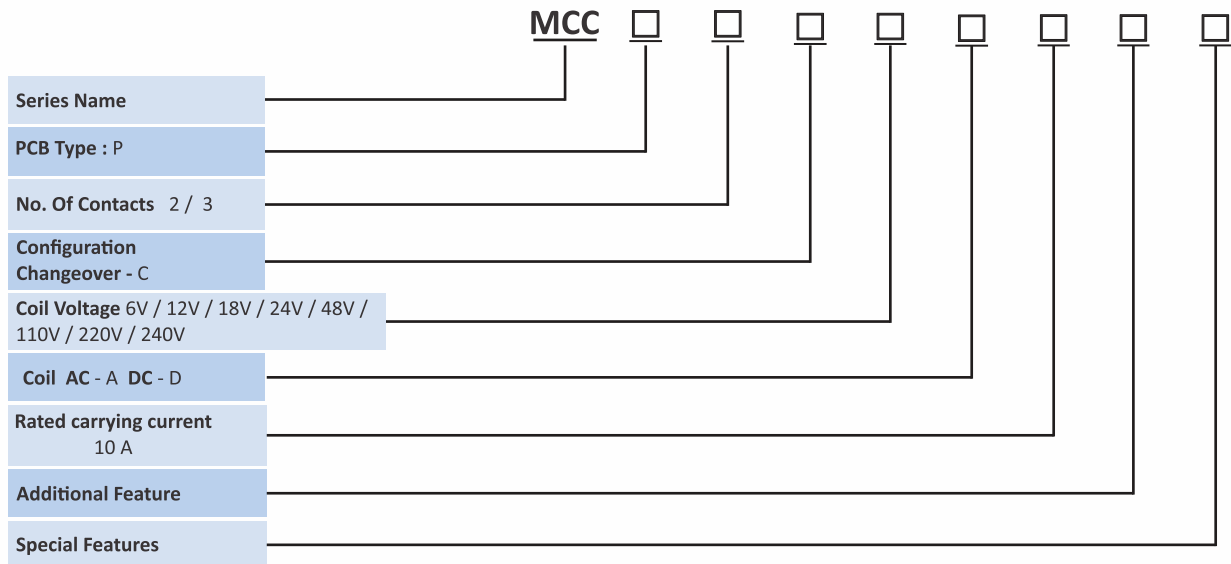 MCC
Series Name
PCB Type : P
No. Of Contacts 2 / 3
Configuration
Changeover - C
Coil Voltage 6V / 12V / 18V / 24V / 48V /
110V / 220V / 240V
Coil AC - A DC - D
Rated carrying current
10 A
Additional Feature
Special Features